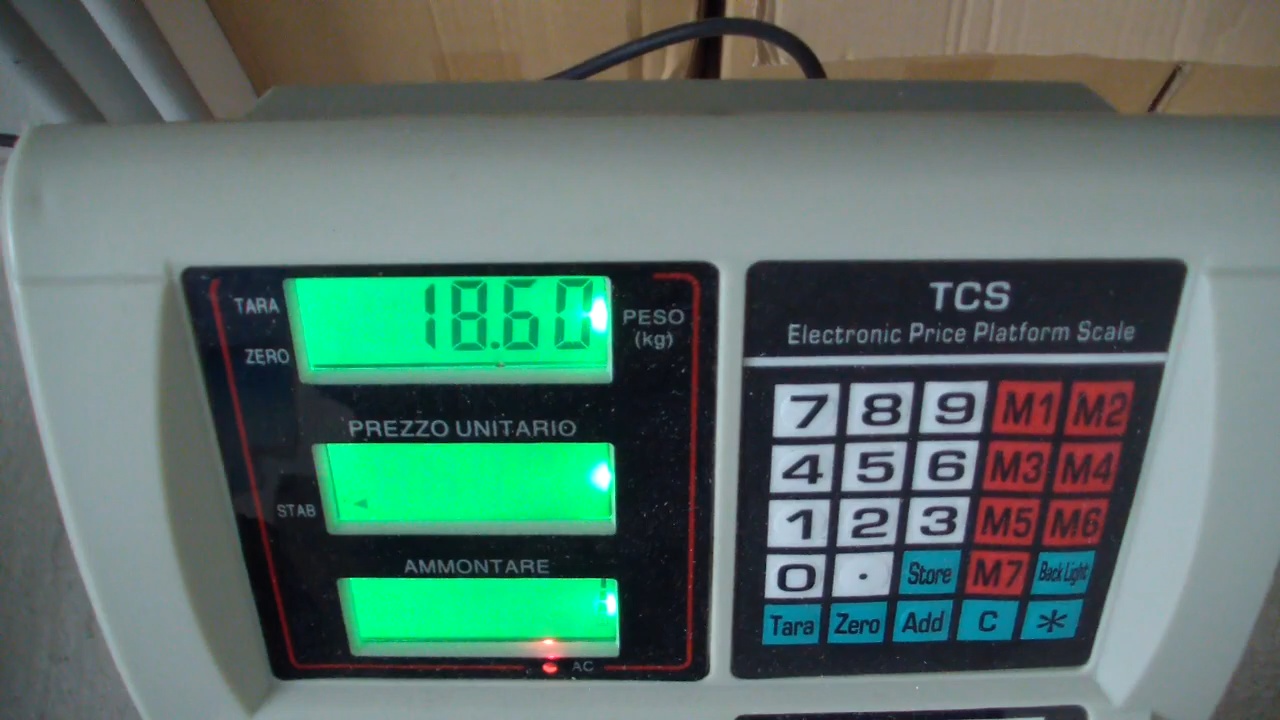 TARA
18.60
PESO
(kg)
ZERO
PREZZO UNITARIO
STAB
AMMONTARE
AC
TCS
Electronic Price Platform Scale
7 8 9 M1 M2
4 5 6 M3 M4
1 2 3 M5 M6
0 . Store M7 Back Light
Tara Zero Add C *